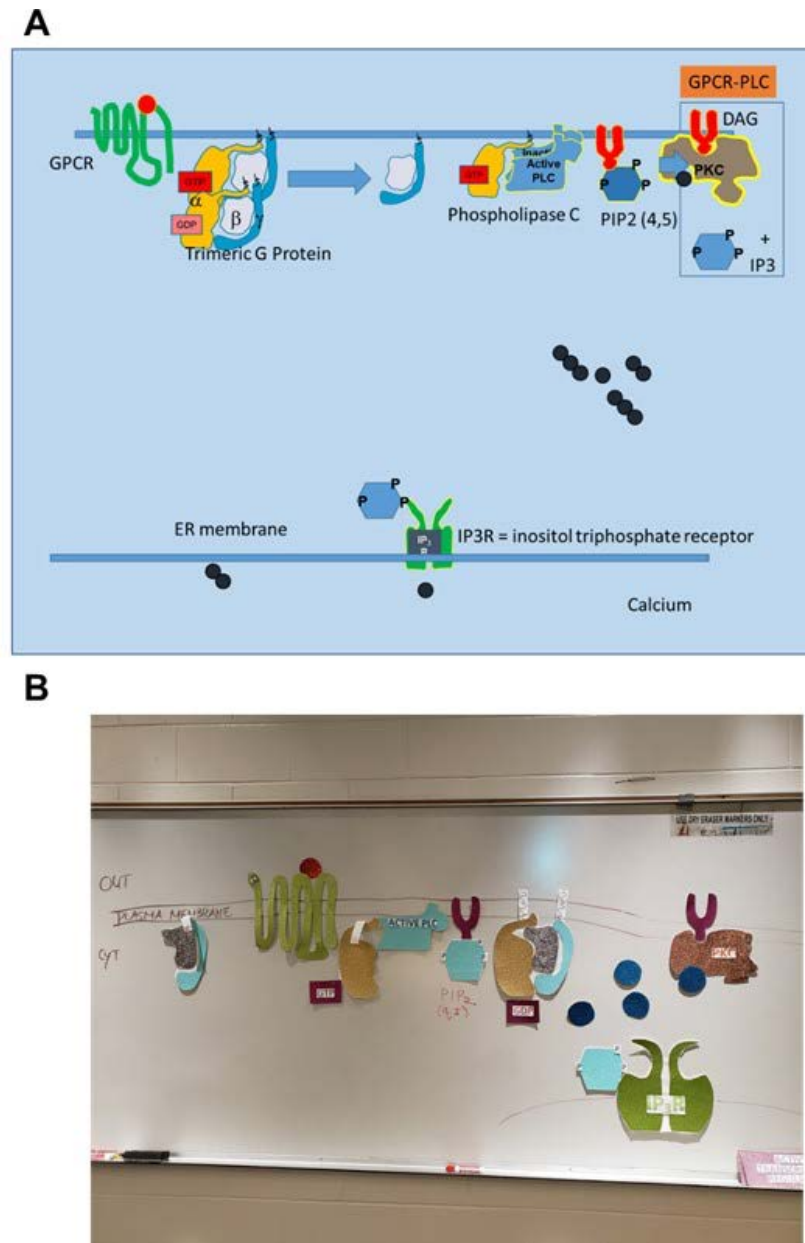 A
GPCR-PLC
DAG
GPCR
GTP
α
GDP
β
γ
Trimeric G Protein
GTP
Active
PLC
Phospholipase C
P
P
P
PIP2 (4,5)
PKC
P
P
P
+
IP3
P
P
P
ER membrane
IP3R = inositol triphosphate receptor
Calcium
B
USE DRY ERASER MARKERS ONLY
OUT
PLASMA MEMBRANE
CYT
ACTIVE PLC
GTP
PIP2
(4,5)
GDP
PKC
IP3R